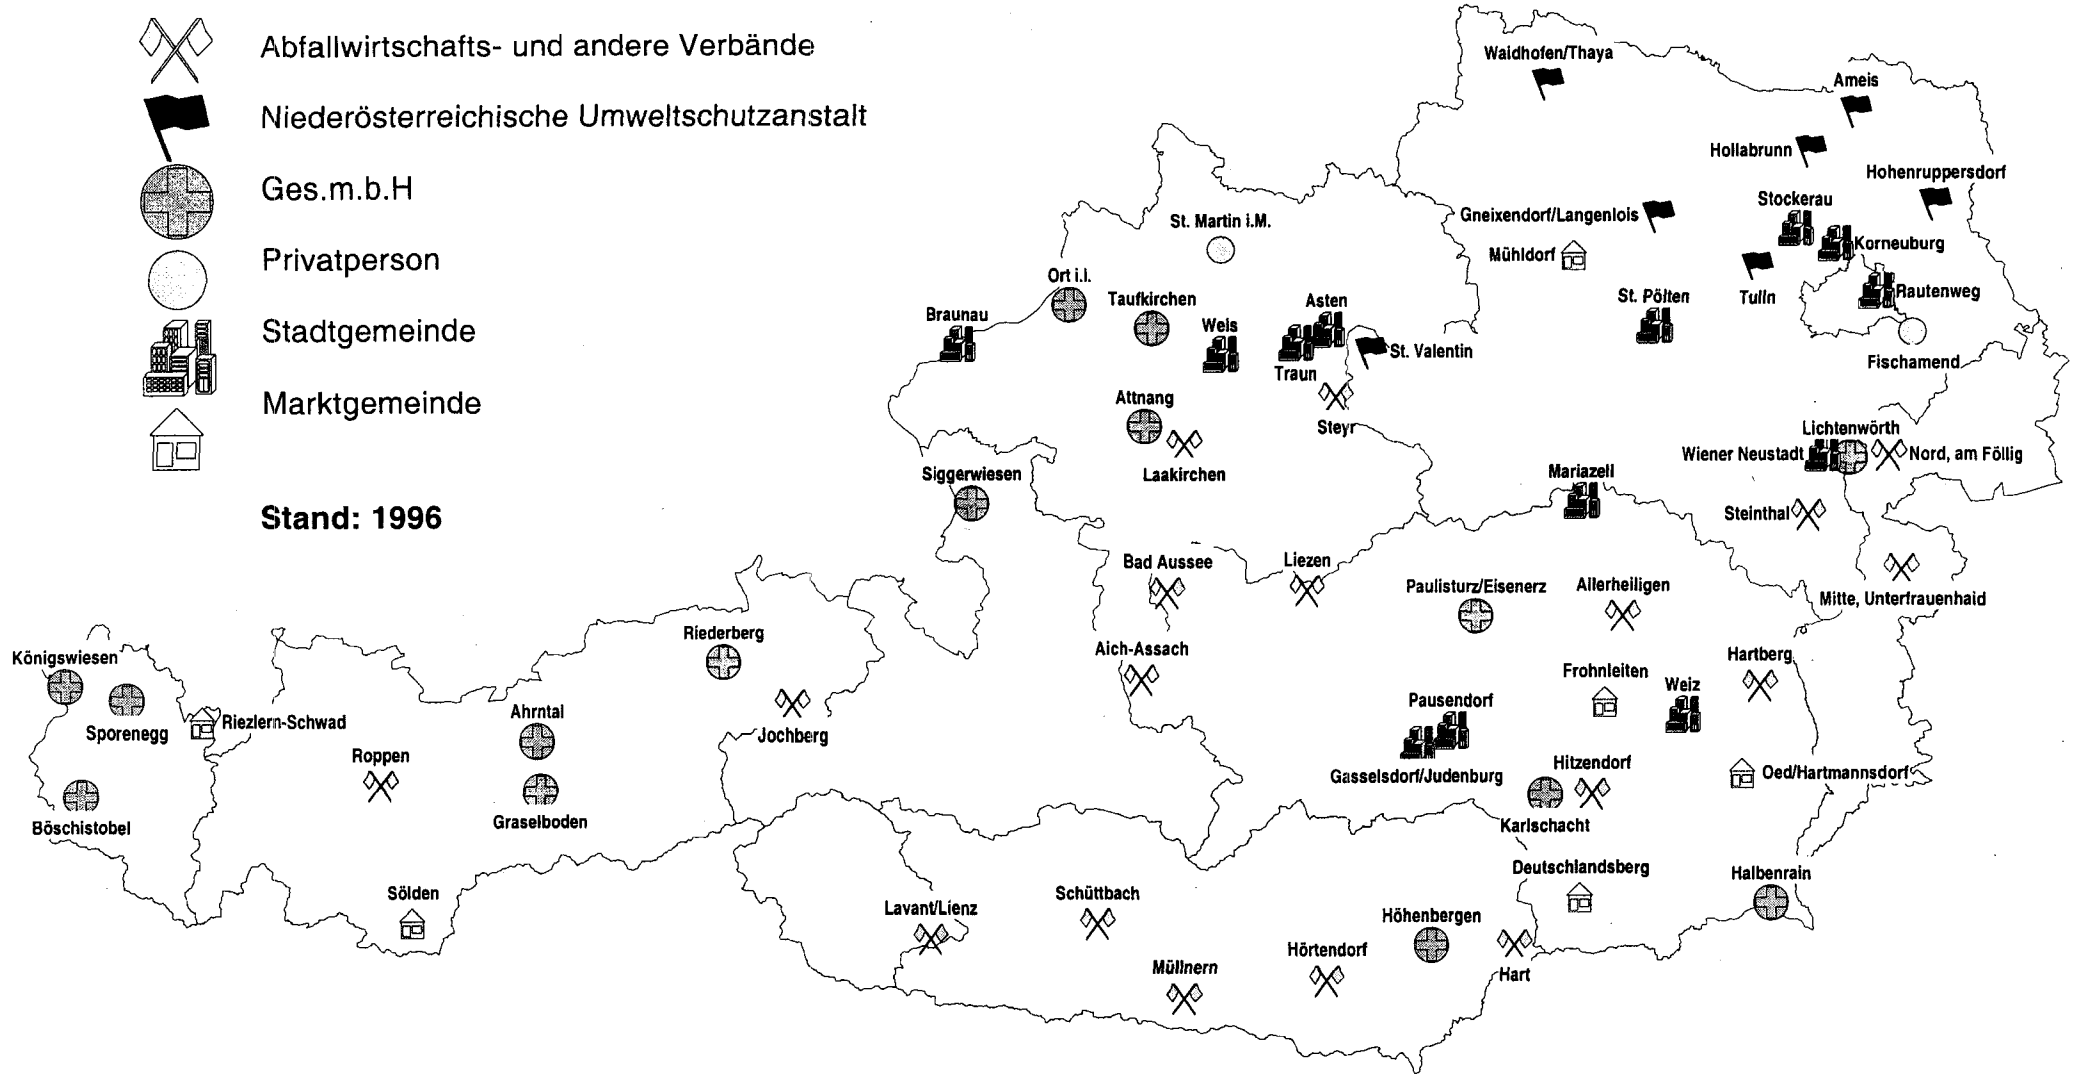 Abfallwirtschafts- und andere Verbände
Niederösterreichische Umweltschutzanstalt
Ges.m.b.H
Privatperson
Stadtgemeinde
Marktgemeinde
Stand: 1996
Waidhofen/Thaya
Ameis
Hollabrunn
Hohenruppersdorf
Stockerau
Gneixendorf/Langenlois
St. Martin i.M.
Korneuburg
Mühldorf
Ort i.I.
Taufkirchen
Asten
St. Pölten
Tulln
Rautenweg
Braunau
Wels
St. Valentin
Fischamend
Traun
Attnang
Steyr
Lichtenwörth
Wiener Neustadt
Nord, am Föllig
Siggerwiesen
Laakirchen
Mariazell
Steinthal
Bad Aussee
Liezen
Paulisturz/Eisenerz
Allerheiligen
Mitte, Unterfrauenhaid
Riederberg
Königswiesen
Aich-Assach
Hartberg
Frohnleiten
Weiz
Pausendorf
Ahrntal
Riezlern-Schwad
Sporenegg
Jochberg
Roppen
Hitzendorf
Oed/Hartmannsdorf
Gasselsdorf/Judenburg
Graselboden
Böschistobel
Karlschacht
Deutschlandsberg
Halbenrain
Sölden
Schüttbach
Lavant/Lienz
Höhenbergen
Hörtendorf
Müllnern
Hart